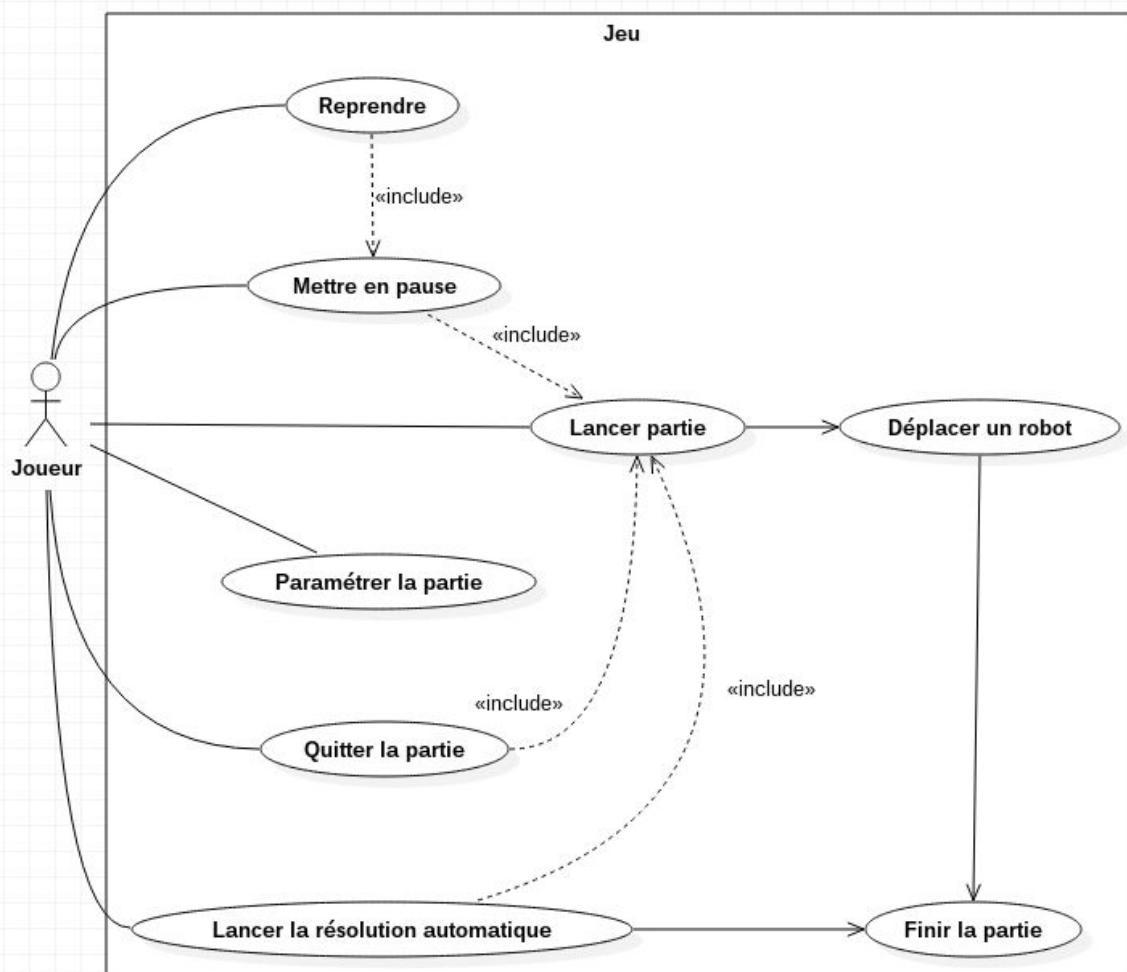 Jeu
Reprendre
«include»
Mettre en pause
«include»
Lancer partie
Déplacer un robot
Joueur
Paramétrer la partie
«include»
«include»
Quitter la partie
Lancer la résolution automatique
Finir la partie